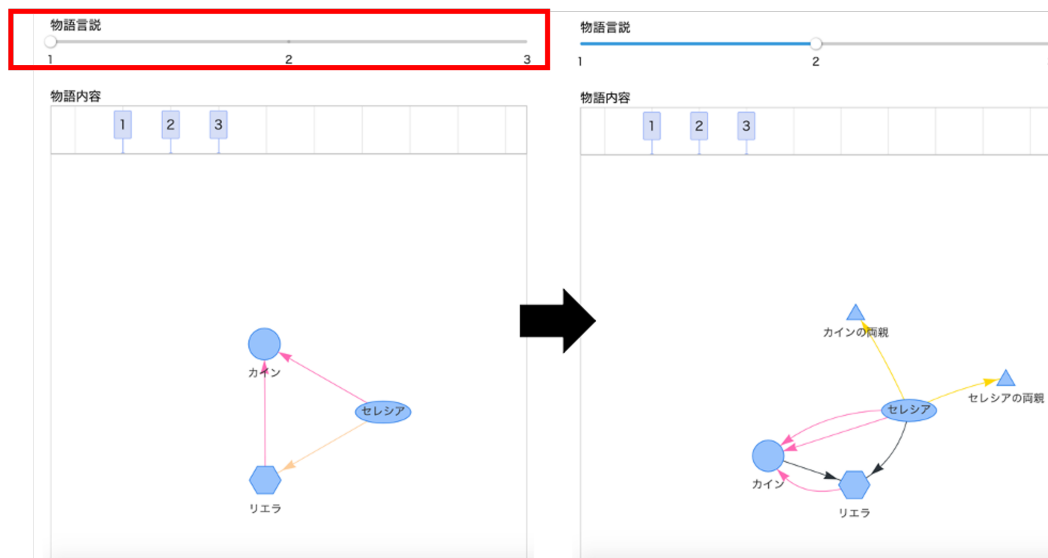 物語言説
1 2 3
物語内容
1 2 3
カイン
セレシア
リエラ
物語言説
1 2
物語内容
1 2 3
カインの両親
セレシアの両親
セレシア
カイン
リエラ